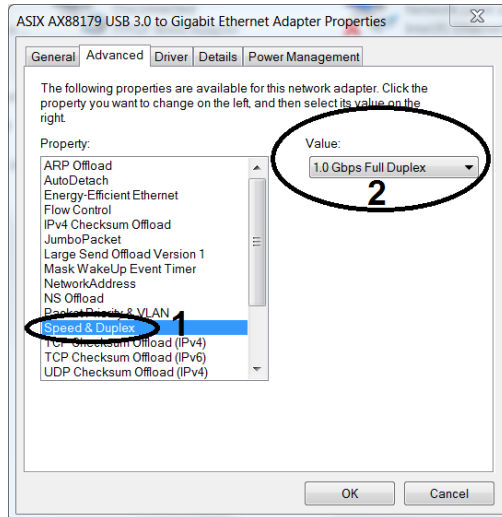 ASIX AX88179 USB 3.0 to Gigabit Ethernet Adapter Properties
General Advanced Driver Details Power Management
The following properties are available for this network adapter. Click the
property you want to change on the left, and then select its value on the
right.
Property:
Value:
ARP Offload
AutoDetach
Energy-Efficient Ethernet
Flow Control
IPv4 Checksum Offload
JumboPacket
Large Send Offload Version 1
Mask WakeUp Event Timer
NetworkAddress
NS Offload
Packet Priority & VLAN
Speed & Duplex
TCP Checksum Offload (IPv4)
TCP Checksum Offload (IPv6)
UDP Checksum Offload (IPv4)
1
1.0 Gbps Full Duplex
2
OK Cancel